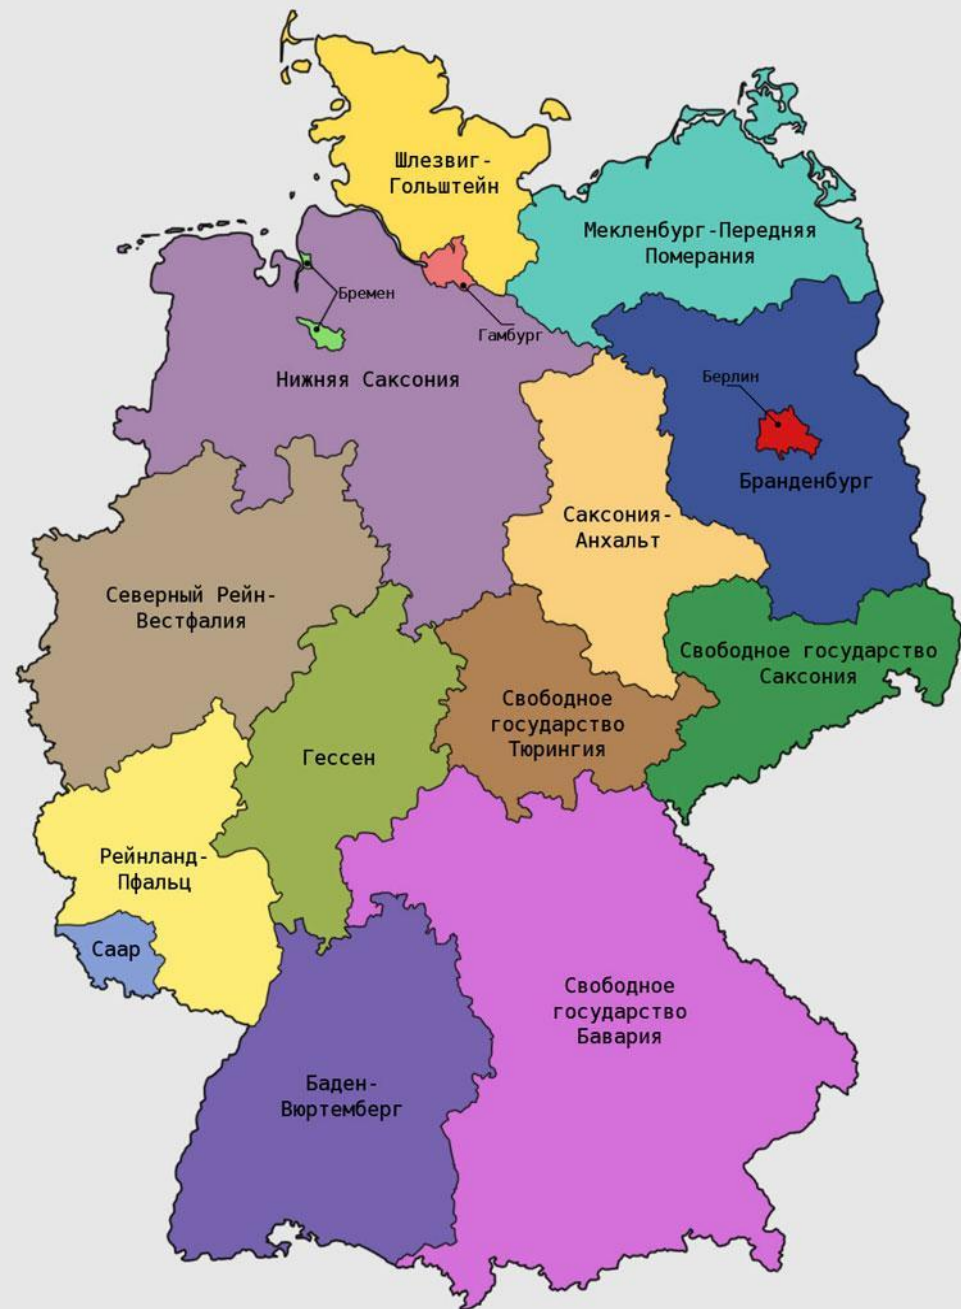 Шлезвиг-
Гольштейн
Мекленбург-Передняя
Померания
Бремен
Гамбург
Нижняя Саксония
Берлин
Бранденбург
Саксония-
Анхальт
Северный Рейн-
Вестфалия
Свободное государство
Саксония
Свободное
государство
Тюрингия
Гессен
Рейнланд-
Пфальц
Саар
Свободное
государство
Бавария
Баден-
Вюртемберг